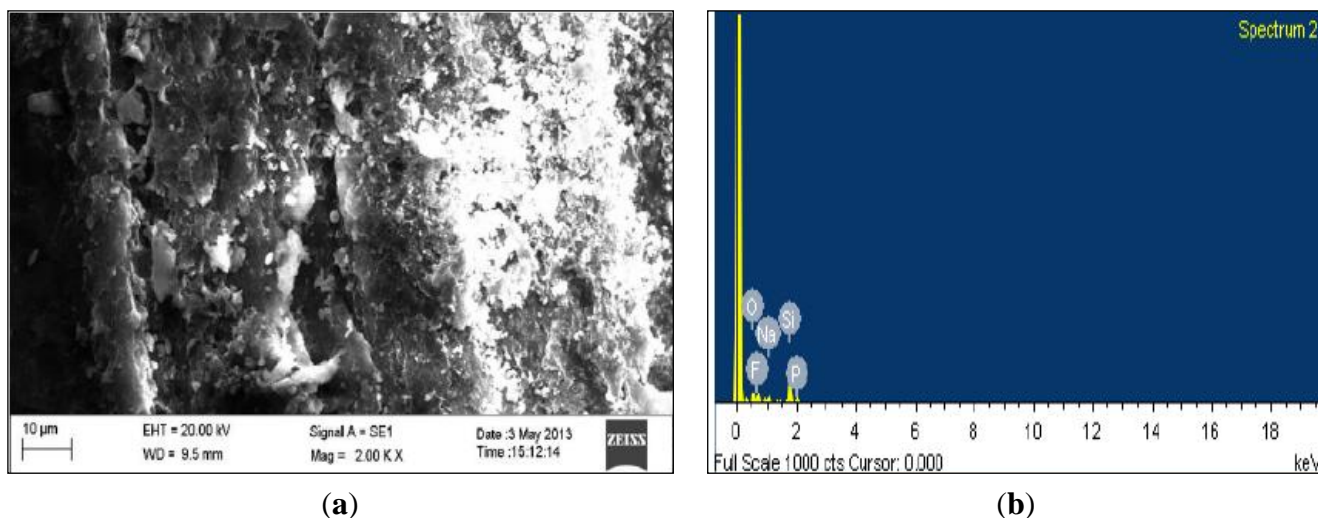 10 µm
EHT = 20.00 kV
WD = 9.5 mm
Signal A = SE1
Mag = 2.00 K X
Date :3 May 2013
Time :15:12:14
ZEISS
(a)
Spectrum 2
O
Na
Si
F
P
0 2 4 6 8 10 12 14 16 18
Full Scale 1000 cts Cursor: 0.000 keV
(b)